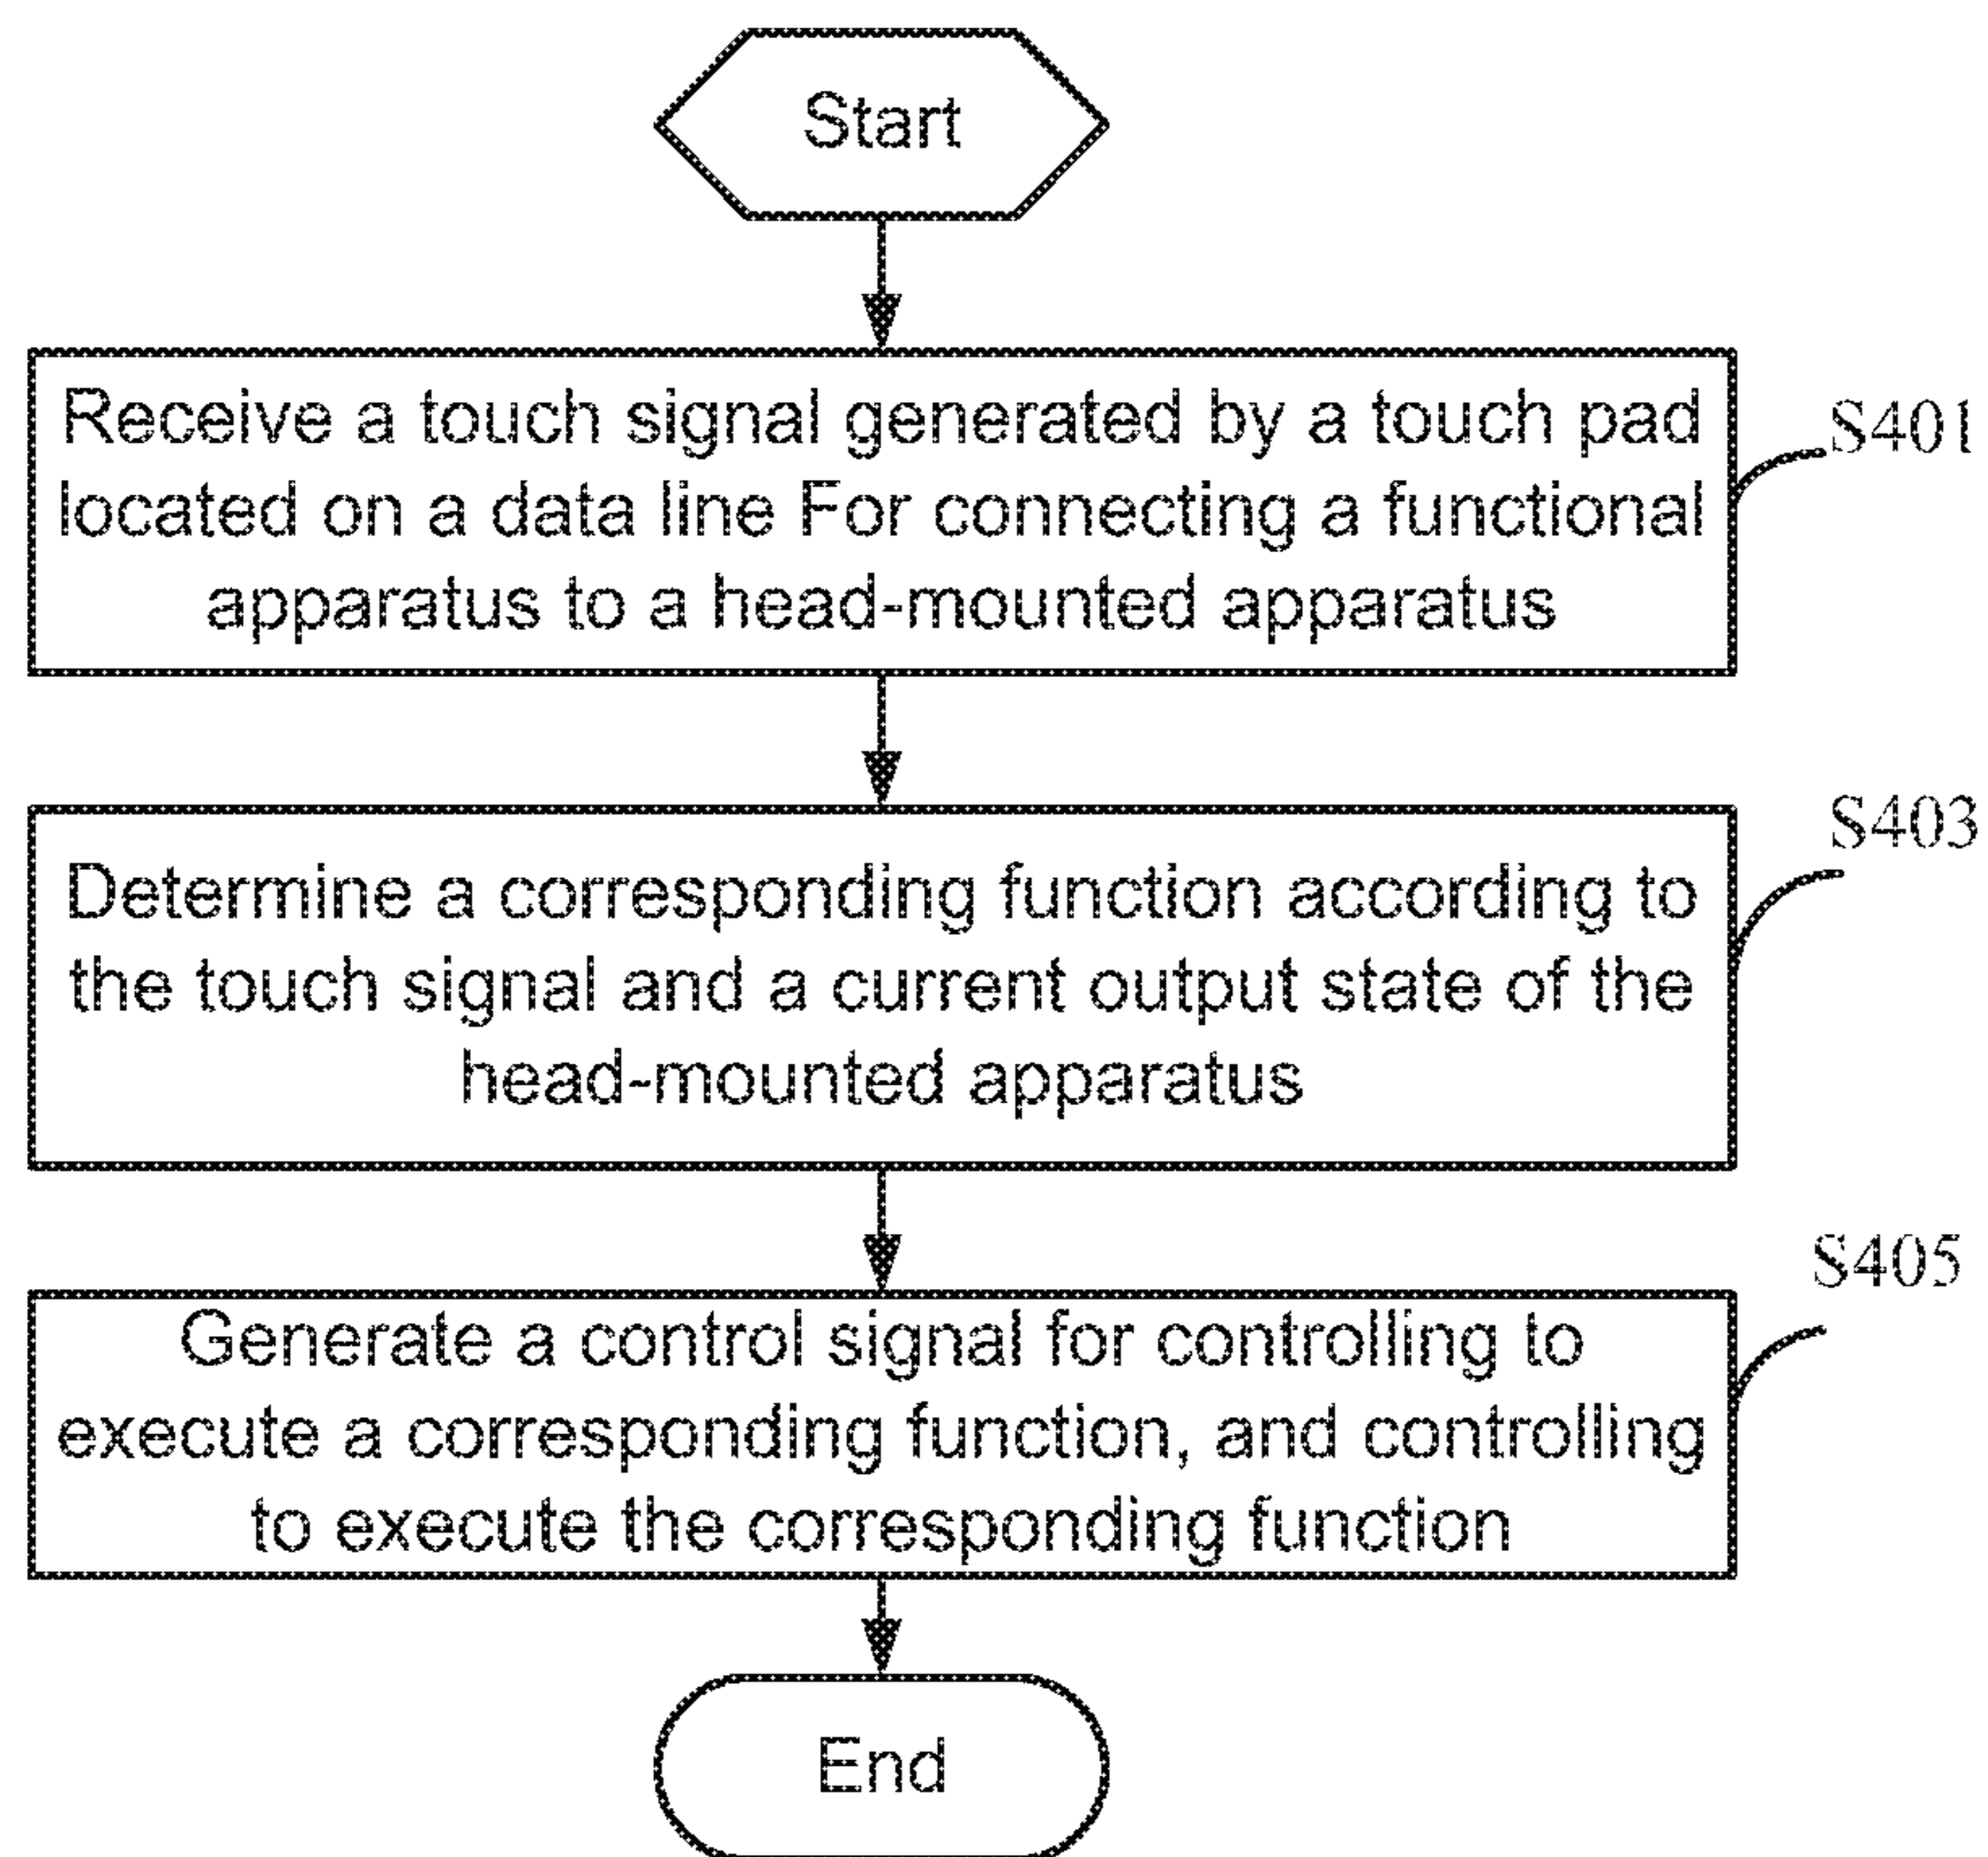 Start
Receive a touch signal generated by a touch pad
located on a data line For connecting a functional
apparatus to a head-mounted apparatus
S401
Determine a corresponding function according to
the touch signal and a current output state of the
head-mounted apparatus
S403
Generate a control signal for controlling to
execute a corresponding function, and controlling
to execute the corresponding function
S405
End